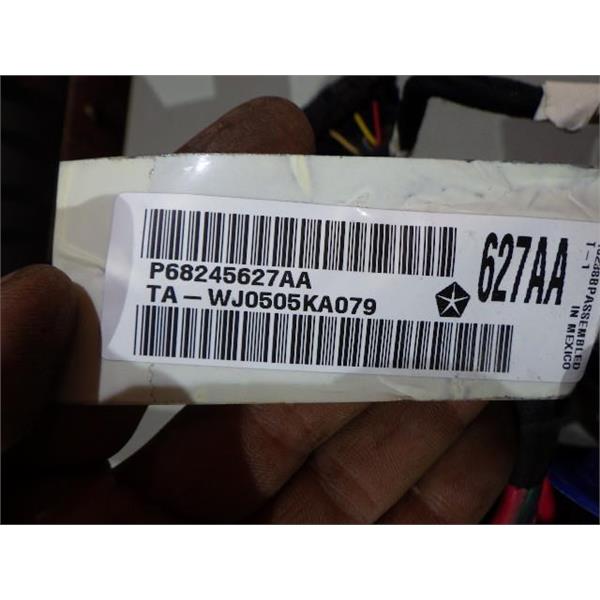 P68245627AA
TA-WJ0505KA079
627AA
T-1
ASSEMBLED
IN MEXICO